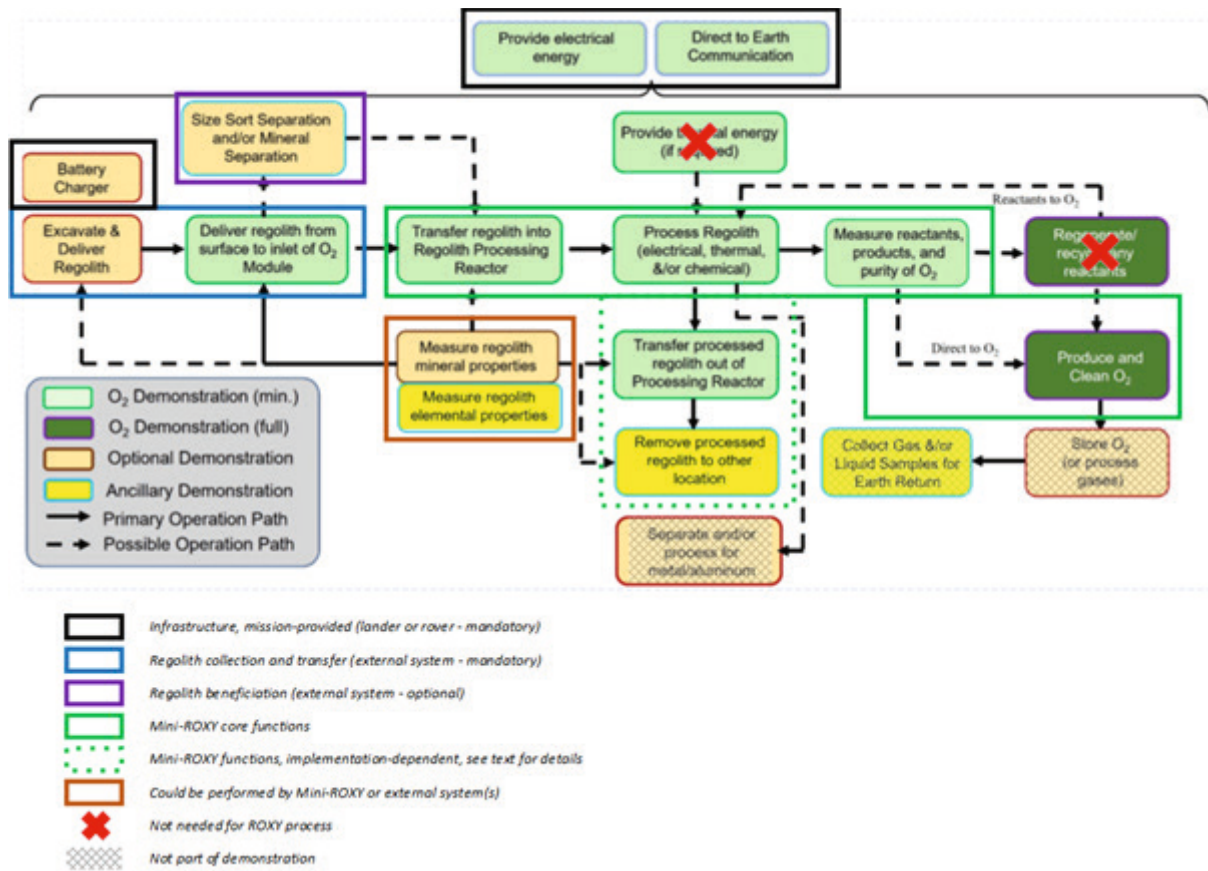 Provide electrical
energy
Direct to Earth
Communication
Size Sort Separation
and/or Mineral
Separation
Provide thermal energy
(if required)
Battery
Charger
Reactants to O₂
Excavate &
Deliver
Regolith
Deliver regolith from
surface to inlet of O₂
Module
Transfer regolith into
Regolith Processing
Reactor
Process Regolith
(electrical, thermal,
&/or chemical)
Measure reactants,
products, and
purity of O₂
Regenerate/
recycle any
reactants
Measure regolith
mineral properties
Measure regolith
elemental properties
Transfer processed
regolith out of
Processing Reactor
Direct to O₂
Produce and
Clean O₂
Remove processed
regolith to other
location
Collect Gas &/or
Liquid Samples for
Earth Return
Store O₂
(or process
gases)
Separate and/or
process for
metal/aluminum
O₂ Demonstration (min.)
O₂ Demonstration (full)
Optional Demonstration
Ancillary Demonstration
Primary Operation Path
Possible Operation Path
Infrastructure, mission-provided (lander or rover - mandatory)
Regolith collection and transfer (external system - mandatory)
Regolith beneficiation (external system - optional)
Mini-ROXY core functions
Mini-ROXY functions, implementation-dependent, see text for details
Could be performed by Mini-ROXY or external system(s)
Not needed for ROXY process
Not part of demonstration